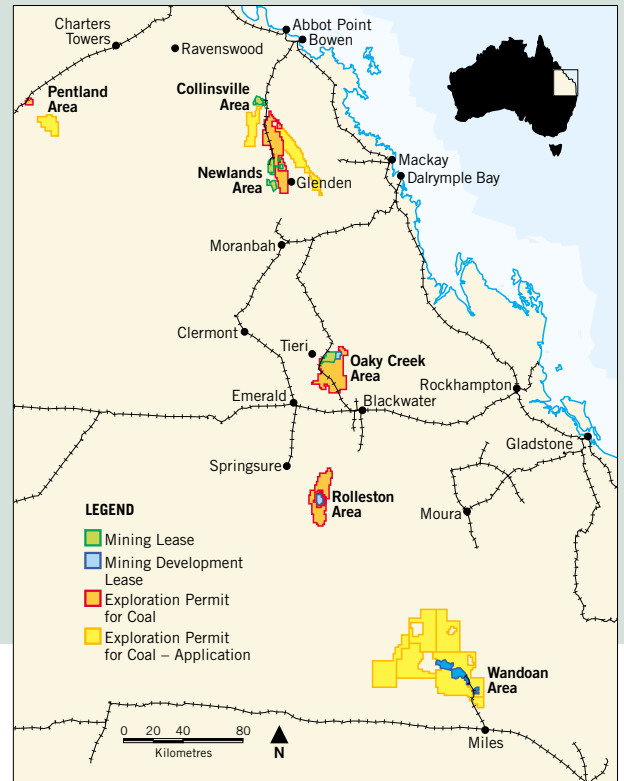 Charters
Towers
Ravenswood
Abbot Point
Bowen
Pentland
Area
Collinsville
Area
Newlands
Area
Glenden
Mackay
Dalrymple Bay
Moranbah
Clermont
Tieri
Oaky Creek
Area
Rockhampton
Emerald
Blackwater
Gladstone
Springsure
Rolleston
Area
Moura
LEGEND
Mining Lease
Mining Development
Lease
Exploration Permit
for Coal
Exploration Permit
for Coal – Application
Wandoan
Area
0 20 40 80
Kilometres
N
Miles